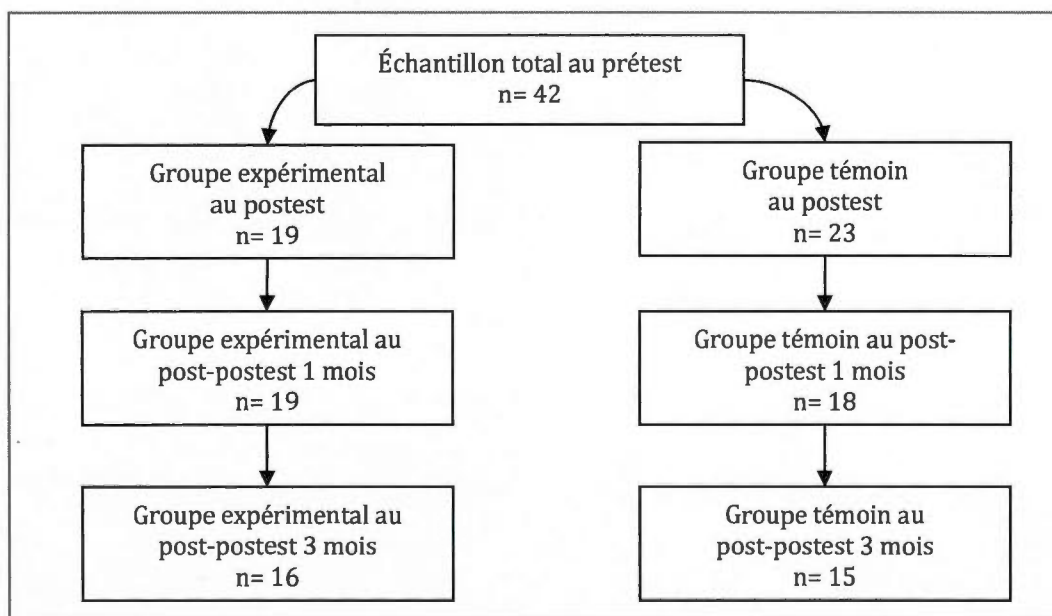 Échantillon total au prétest
n= 42
Groupe expérimental
au postest
n= 19
Groupe témoin
au postest
n= 23
Groupe expérimental au
post-postest 1 mois
n= 19
Groupe témoin au post-
postest 1 mois
n= 18
Groupe expérimental au
post-postest 3 mois
n= 16
Groupe témoin au
post-postest 3 mois
n= 15